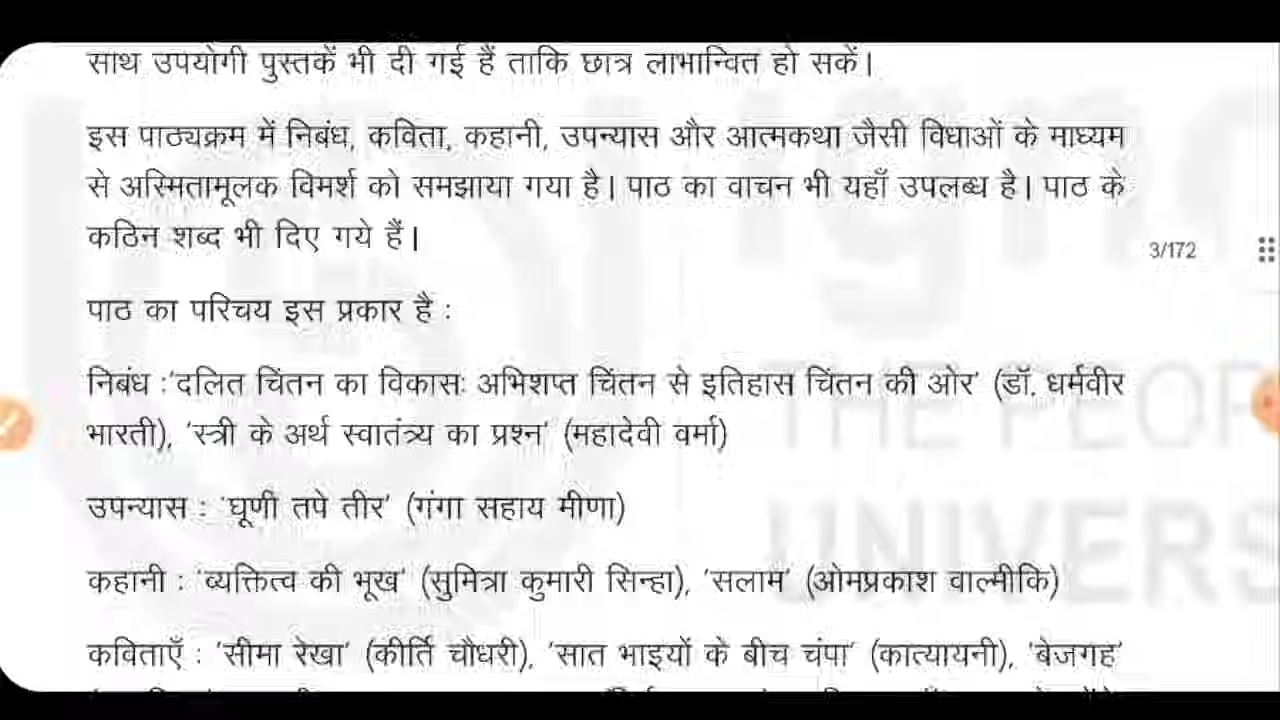 साथ उपयोगी पुस्तकें भी दी गई हैं ताकि छात्र लाभान्वित हो सकें।
इस पाठ्यक्रम में निबंध, कविता, कहानी, उपन्यास और आत्मकथा जैसी विधाओं के माध्यम
से अस्मितामूलक विमर्श को समझाया गया है। पाठ का वाचन भी यहाँ उपलब्ध है। पाठ के
कठिन शब्द भी दिए गये हैं।
3/172
पाठ का परिचय इस प्रकार है :
निबंध :'दलित चिंतन का विकासः अभिशप्त चिंतन से इतिहास चिंतन की ओर' (डॉ. धर्मवीर
भारती), 'स्त्री के अर्थ स्वातंत्र्य का प्रश्न' (महादेवी वर्मा)
उपन्यास : 'घूणी तपे तीर' (गंगा सहाय मीणा)
कहानी : 'व्यक्तित्व की भूख' (सुमित्रा कुमारी सिन्हा), 'सलाम' (ओमप्रकाश वाल्मीकि)
कविताएँ : 'सीमा रेखा' (कीर्ति चौधरी), 'सात भाइयों के बीच चंपा' (कात्यायनी), 'बेजगह'
THE PEOP
UNIVERS